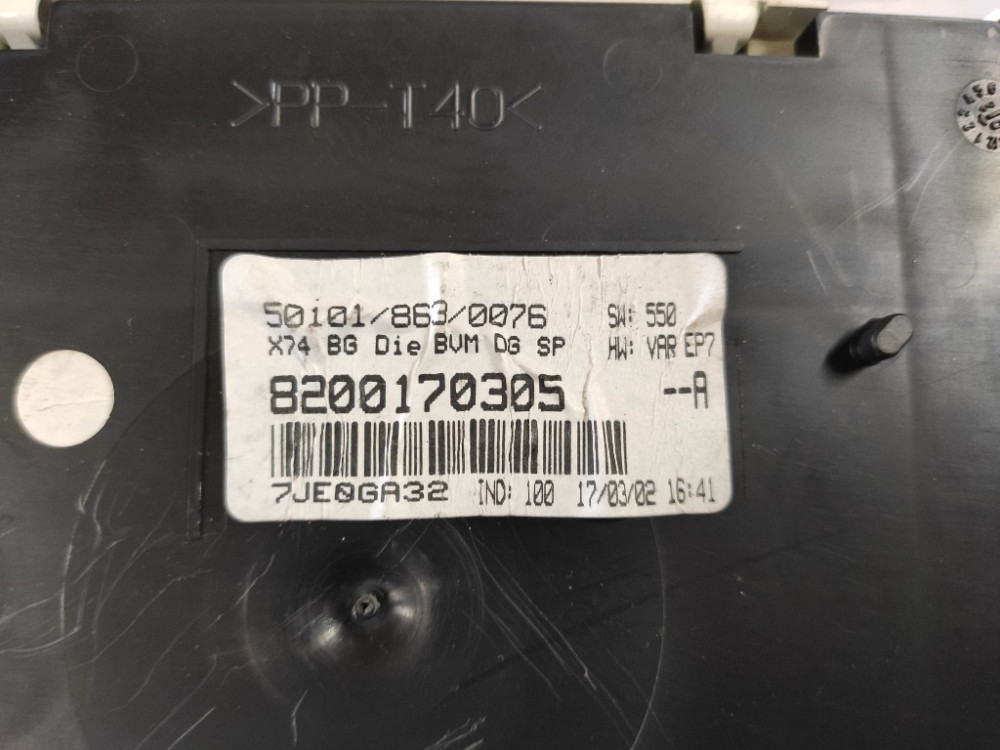 >PP-T40<
50i01/863/0076 SW: 550
X74 BG Die BVM DG SP HW: VAR EP7
8200170305 --A
7JE0GA32 IND: 100 17/03/02 16:41